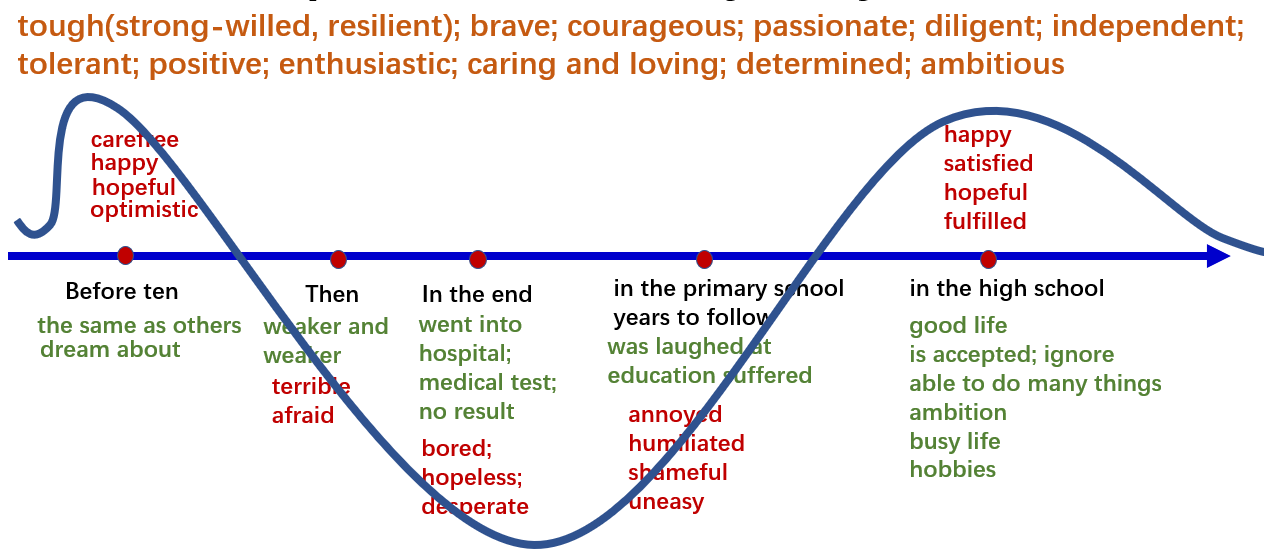 tough(strong-willed, resilient); brave; courageous; passionate; diligent; independent;
tolerant; positive; enthusiastic; caring and loving; determined; ambitious
carefree
happy
hopeful
optimistic
happy
satisfied
hopeful
fulfilled
Before ten
the same as others
dream about
Then
weaker and
weaker
terrible
afraid
In the end
went into
hospital;
medical test;
no result
bored;
hopeless;
desperate
in the primary school
years to follow
was laughed at
education suffered
annoyed
humiliated
shameful
uneasy
in the high school
good life
is accepted; ignore
able to do many things
ambition
busy life
hobbies